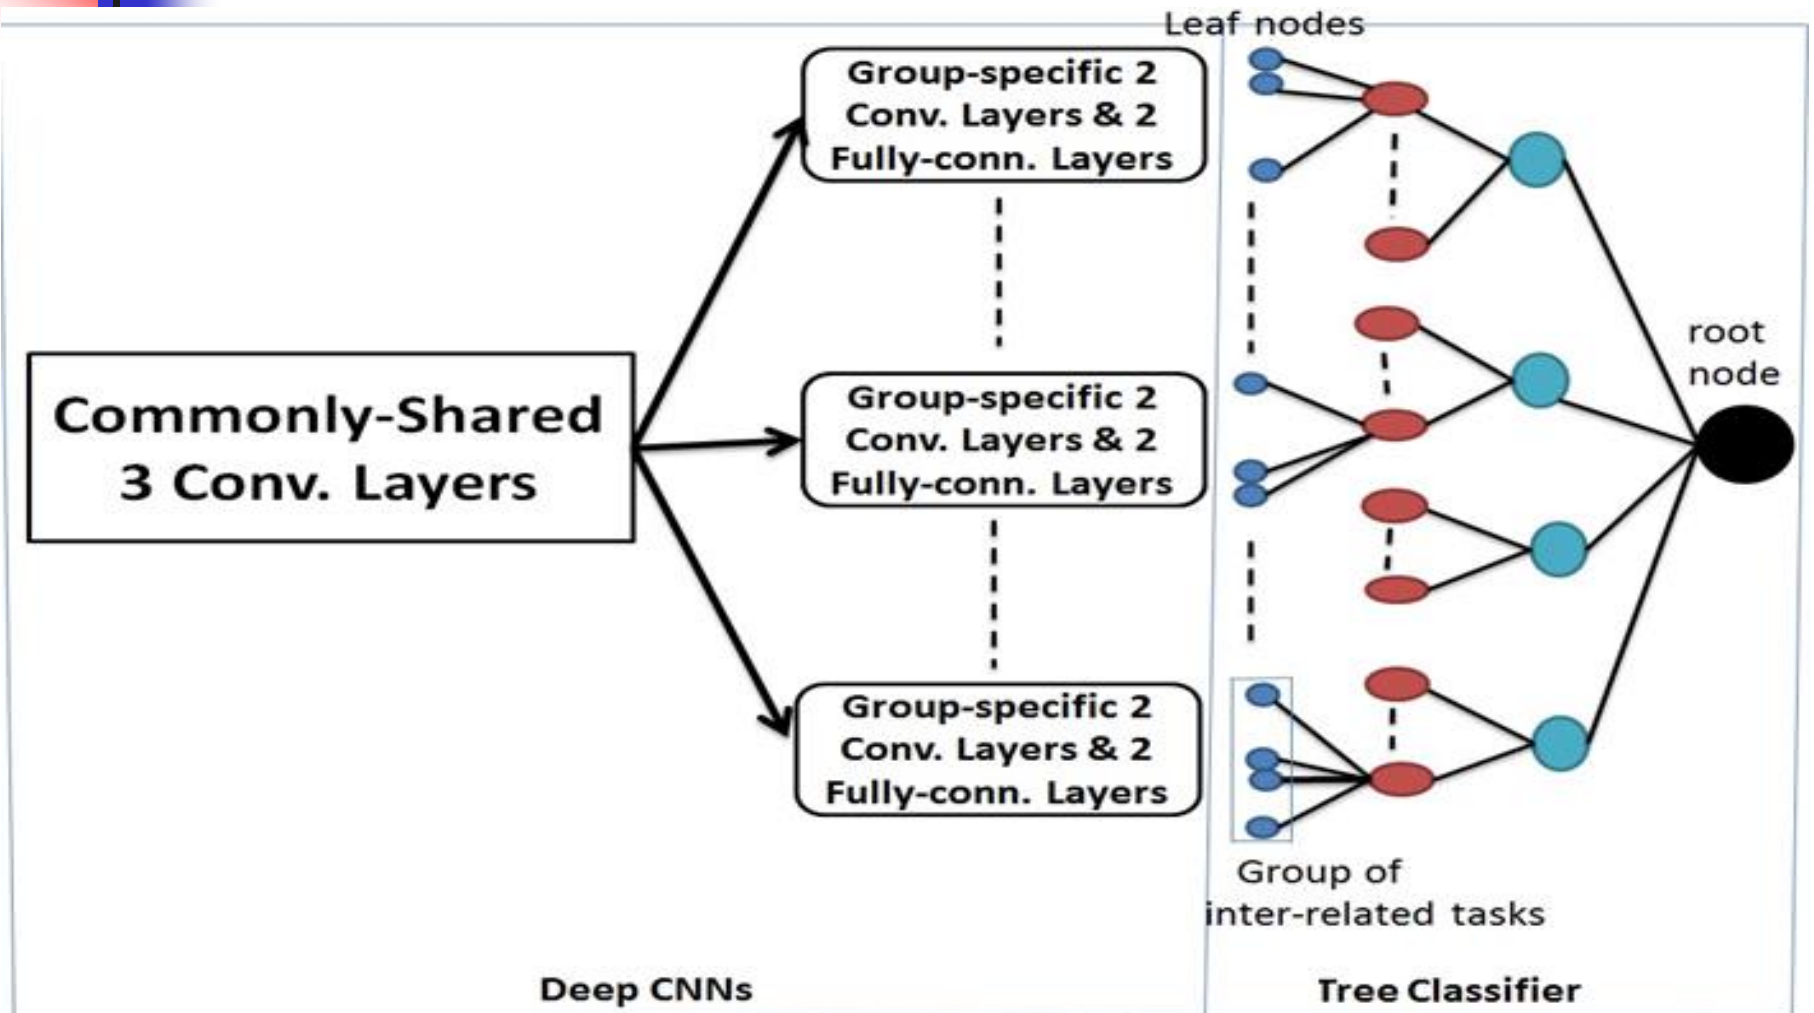 Leaf nodes
Group-specific 2
Conv. Layers & 2
Fully-conn. Layers
Commonly-Shared
3 Conv. Layers
Group-specific 2
Conv. Layers & 2
Fully-conn. Layers
root
node
Group-specific 2
Conv. Layers & 2
Fully-conn. Layers
Group of
inter-related tasks
Deep CNNs
Tree Classifier